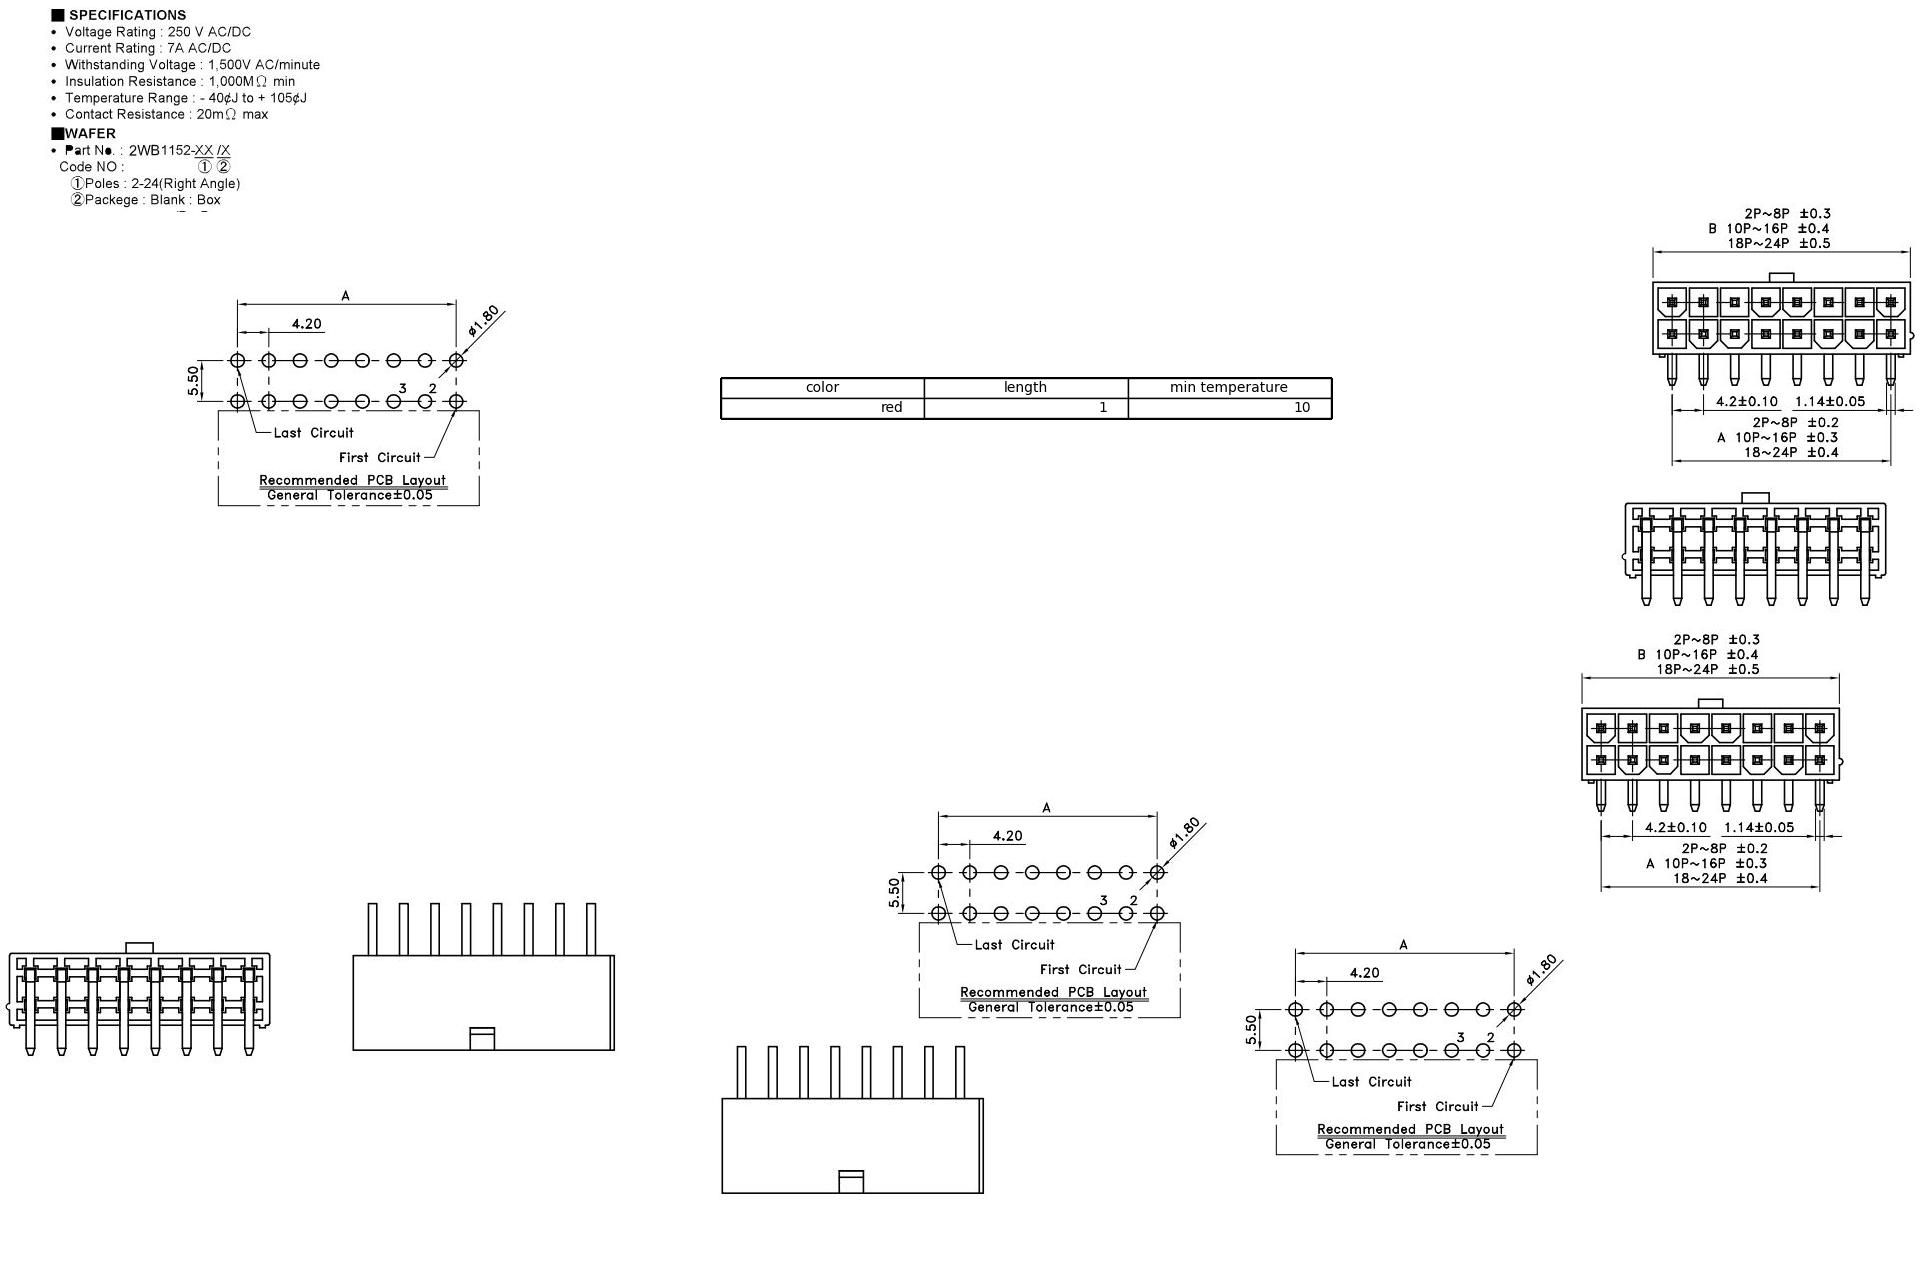 ■ SPECIFICATIONS
• Voltage Rating : 250 V AC/DC
• Current Rating : 7A AC/DC
• Withstanding Voltage : 1,500V AC/minute
• Insulation Resistance : 1,000MΩ min
• Temperature Range : - 40¢J to + 105¢J
• Contact Resistance : 20mΩ max
■WAFER
• Part No. : 2WB1152-XX /X
Code NO : ① ②
①Poles : 2-24(Right Angle)
②Packege : Blank : Box
2P~8P ±0.3
B 10P~16P ±0.4
18P~24P ±0.5
4.2±0.10 1.14±0.05
2P~8P ±0.2
A 10P~16P ±0.3
18~24P ±0.4
A
4.20
ø1.80
5.50
3 2
Last Circuit
First Circuit
Recommended PCB Layout
General Tolerance±0.05
color length min temperature
red 1 10
2P~8P ±0.3
B 10P~16P ±0.4
18P~24P ±0.5
4.2±0.10 1.14±0.05
2P~8P ±0.2
A 10P~16P ±0.3
18~24P ±0.4
A
4.20
ø1.80
5.50
3 2
Last Circuit
First Circuit
Recommended PCB Layout
General Tolerance±0.05
A
4.20
ø1.80
5.50
3 2
Last Circuit
First Circuit
Recommended PCB Layout
General Tolerance±0.05